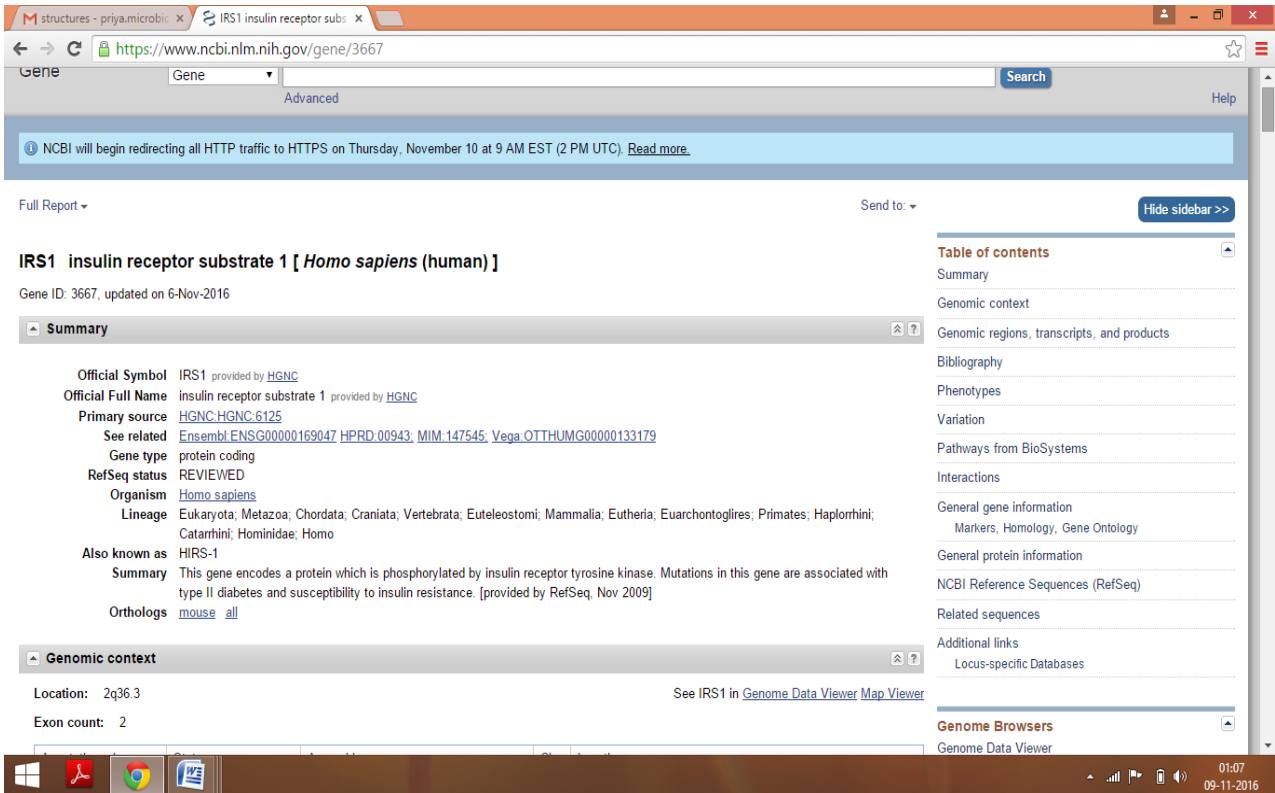 structures - priya.microbic
IRS1 insulin receptor subs
https://www.ncbi.nlm.nih.gov/gene/3667
Gene
Gene
Search
Advanced
Help
NCBI will begin redirecting all HTTP traffic to HTTPS on Thursday, November 10 at 9 AM EST (2 PM UTC). Read more.
Full Report
Send to:
Hide sidebar >>
IRS1 insulin receptor substrate 1 [ Homo sapiens (human) ]
Gene ID: 3667, updated on 6-Nov-2016
Summary
Official Symbol IRS1 provided by HGNC
Official Full Name insulin receptor substrate 1 provided by HGNC
Primary source HGNC:HGNC:6125
See related Ensembl:ENSG00000169047 HPRD:00943; MIM:147545; Vega:OTTHUMG00000133179
Gene type protein coding
RefSeq status REVIEWED
Organism Homo sapiens
Lineage Eukaryota; Metazoa; Chordata; Craniata; Vertebrata; Euteleostomi; Mammalia; Eutheria; Euarchontoglires; Primates; Haplorrhini;
Catarrhini; Hominidae; Homo
Also known as HIRS-1
Summary This gene encodes a protein which is phosphorylated by insulin receptor tyrosine kinase. Mutations in this gene are associated with
type II diabetes and susceptibility to insulin resistance. [provided by RefSeq, Nov 2009]
Orthologs mouse all
Genomic context
Location: 2q36.3
See IRS1 in Genome Data Viewer Map Viewer
Exon count: 2
Table of contents
Summary
Genomic context
Genomic regions, transcripts, and products
Bibliography
Phenotypes
Variation
Pathways from BioSystems
Interactions
General gene information
Markers, Homology, Gene Ontology
General protein information
NCBI Reference Sequences (RefSeq)
Related sequences
Additional links
Locus-specific Databases
Genome Browsers
Genome Data Viewer
01:07
09-11-2016